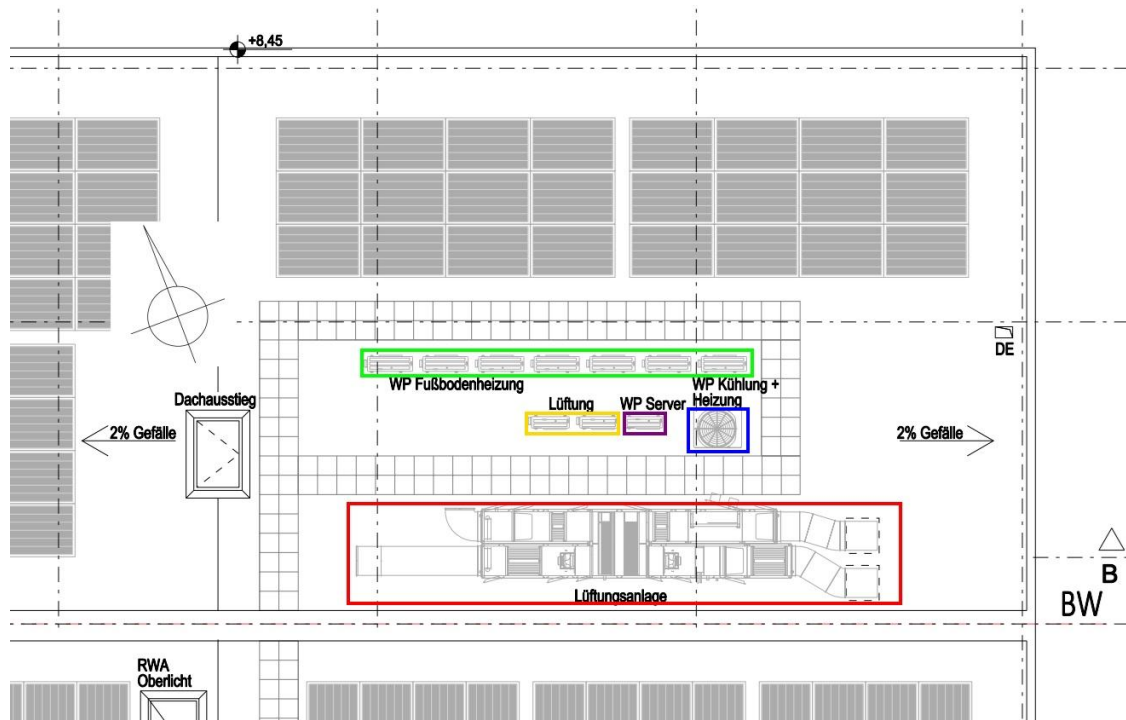 +8,45
DE
WP Fußbodenheizung
WP Kühlung +
Heizung
Dachausstieg
Lüftung
WP Server
2% Gefälle
2% Gefälle
Lüftungsanlage
B
BW
RWA
Oberlicht